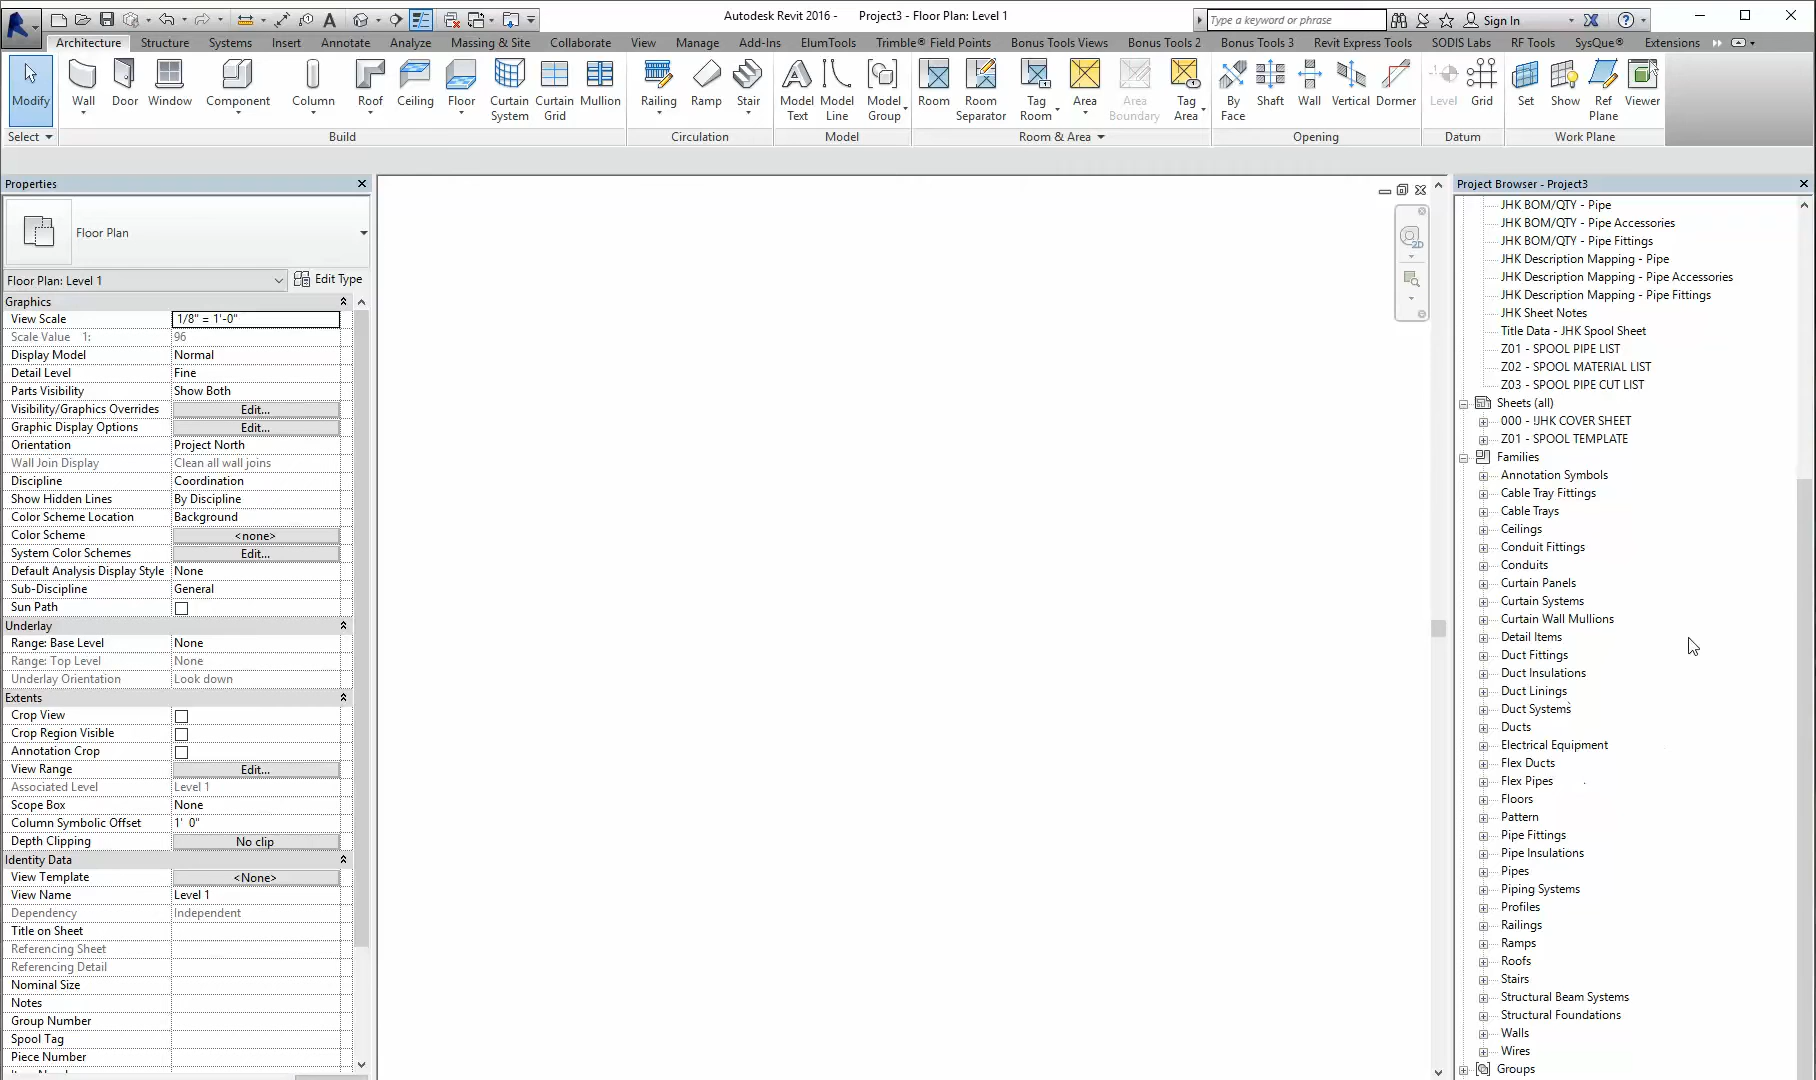 Autodesk Revit 2016 - Project3 - Floor Plan: Level 1
Type a keyword or phrase
Sign In
Architecture Structure Systems Insert Annotate Analyze Massing & Site Collaborate View Manage Add-Ins ElumTools Trimble® Field Points Bonus Tools Views Bonus Tools 2 Bonus Tools 3 Revit Express Tools SODIS Labs RF Tools SysQue® Extensions
Modify Wall Door Window Component Column Roof Ceiling Floor Curtain System Curtain Grid Mullion Railing Ramp Stair Model Text Model Line Model Group Room Room Separator Tag Room Area Area Boundary Tag Area By Face Shaft Wall Vertical Dormer Level Grid Set Show Ref Plane Viewer
Select Build Circulation Model Room & Area Opening Datum Work Plane
Properties
Floor Plan
Floor Plan: Level 1 Edit Type
Graphics
View Scale 1/8" = 1'-0"
Scale Value 1: 96
Display Model Normal
Detail Level Fine
Parts Visibility Show Both
Visibility/Graphics Overrides Edit...
Graphic Display Options Edit...
Orientation Project North
Wall Join Display Clean all wall joins
Discipline Coordination
Show Hidden Lines By Discipline
Color Scheme Location Background
Color Scheme <none>
System Color Schemes Edit...
Default Analysis Display Style None
Sub-Discipline General
Sun Path
Underlay
Range: Base Level None
Range: Top Level None
Underlay Orientation Look down
Extents
Crop View
Crop Region Visible
Annotation Crop
View Range Edit...
Associated Level Level 1
Scope Box None
Column Symbolic Offset 1' 0"
Depth Clipping No clip
Identity Data
View Template <None>
View Name Level 1
Dependency Independent
Title on Sheet
Referencing Sheet
Referencing Detail
Nominal Size
Notes
Group Number
Spool Tag
Piece Number
2D
Project Browser - Project3
JHK BOM/QTY - Pipe
JHK BOM/QTY - Pipe Accessories
JHK BOM/QTY - Pipe Fittings
JHK Description Mapping - Pipe
JHK Description Mapping - Pipe Accessories
JHK Description Mapping - Pipe Fittings
JHK Sheet Notes
Title Data - JHK Spool Sheet
Z01 - SPOOL PIPE LIST
Z02 - SPOOL MATERIAL LIST
Z03 - SPOOL PIPE CUT LIST
Sheets (all)
000 - !JHK COVER SHEET
Z01 - SPOOL TEMPLATE
Families
Annotation Symbols
Cable Tray Fittings
Cable Trays
Ceilings
Conduit Fittings
Conduits
Curtain Panels
Curtain Systems
Curtain Wall Mullions
Detail Items
Duct Fittings
Duct Insulations
Duct Linings
Duct Systems
Ducts
Electrical Equipment
Flex Ducts
Flex Pipes
Floors
Pattern
Pipe Fittings
Pipe Insulations
Pipes
Piping Systems
Profiles
Railings
Ramps
Roofs
Stairs
Structural Beam Systems
Structural Foundations
Walls
Wires
Groups